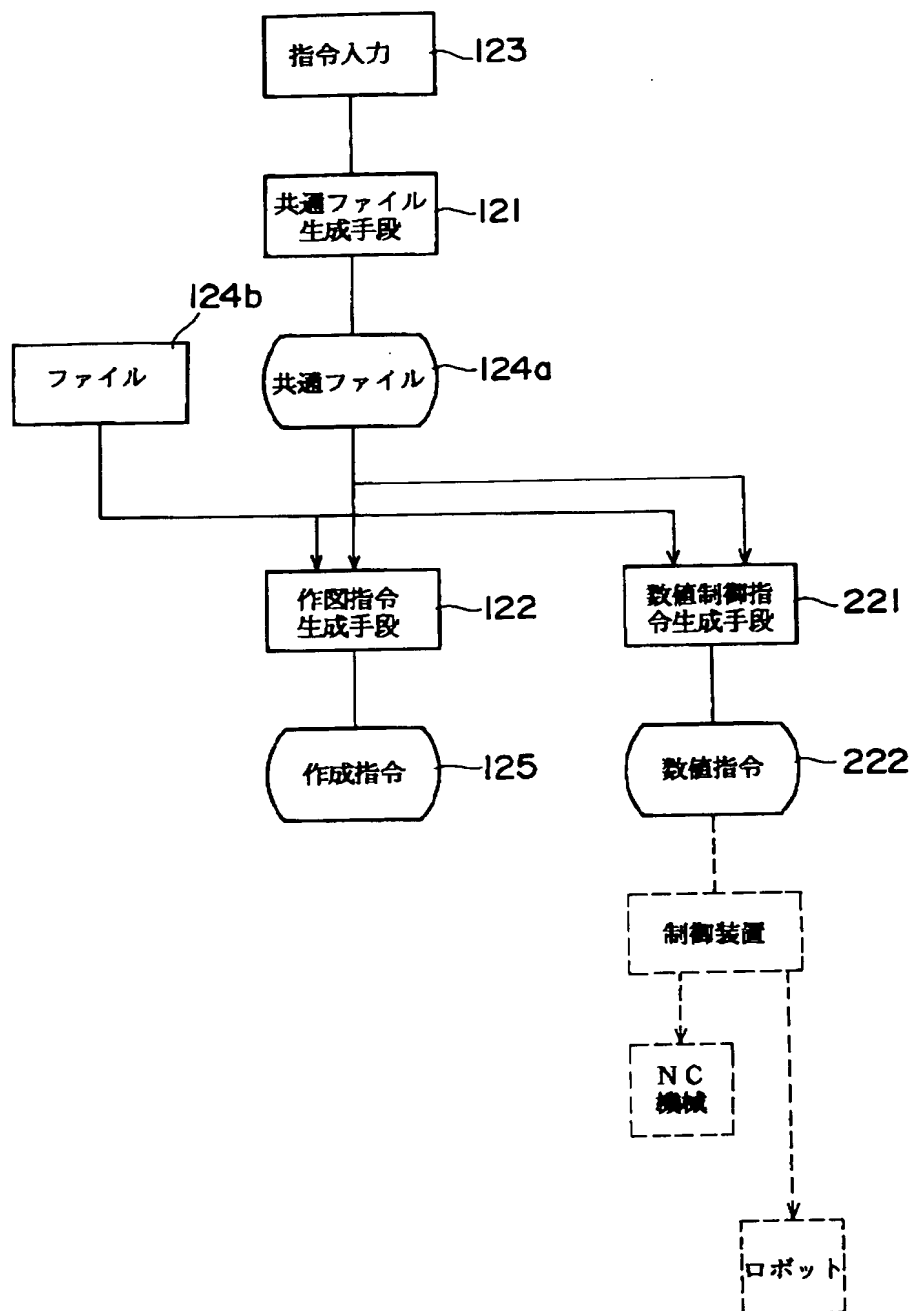 指令入力
123
共通ファイル
生成手段
121
124b
ファイル
共通ファイル
124a
作図指令
生成手段
122
数値制御指
令生成手段
221
作成指令
125
数値指令
222
制御装置
NC
機械
ロボット